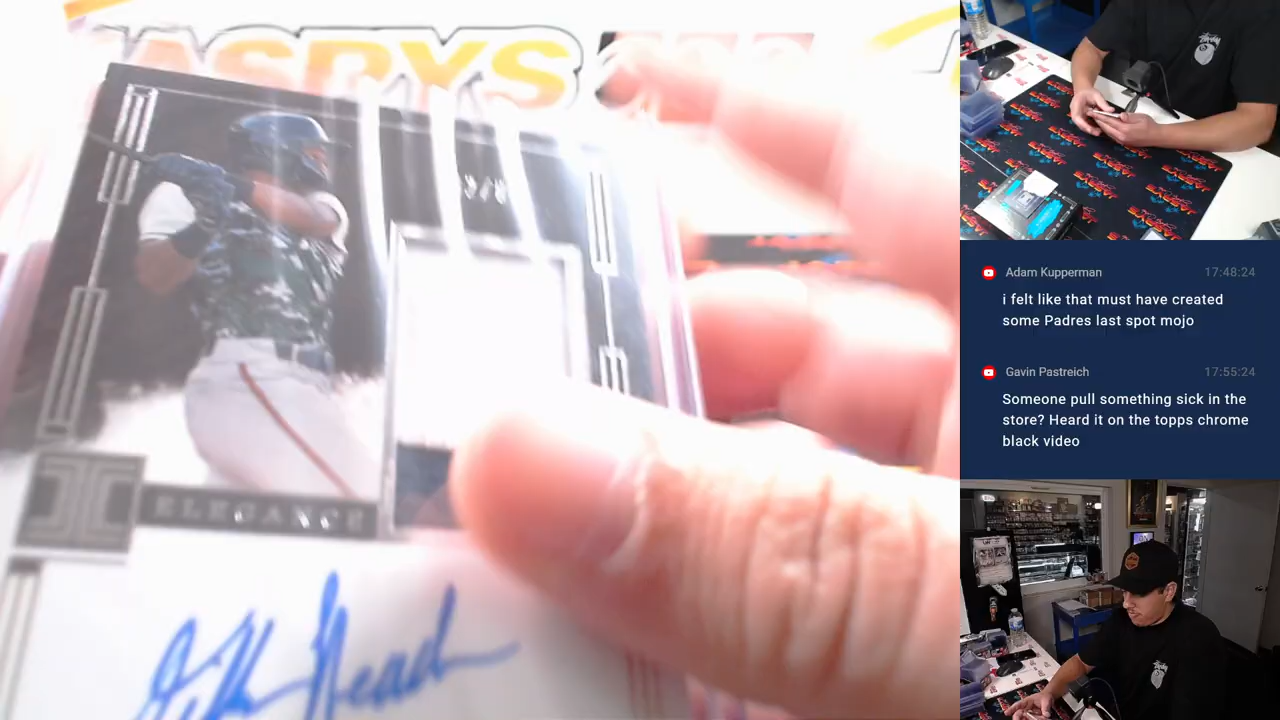 JASPYS
ELEGANCE
Adam Kupperman 17:48:24
i felt like that must have created
some Padres last spot mojo
Gavin Pastreich 17:55:24
Someone pull something sick in the
store? Heard it on the topps chrome
black video